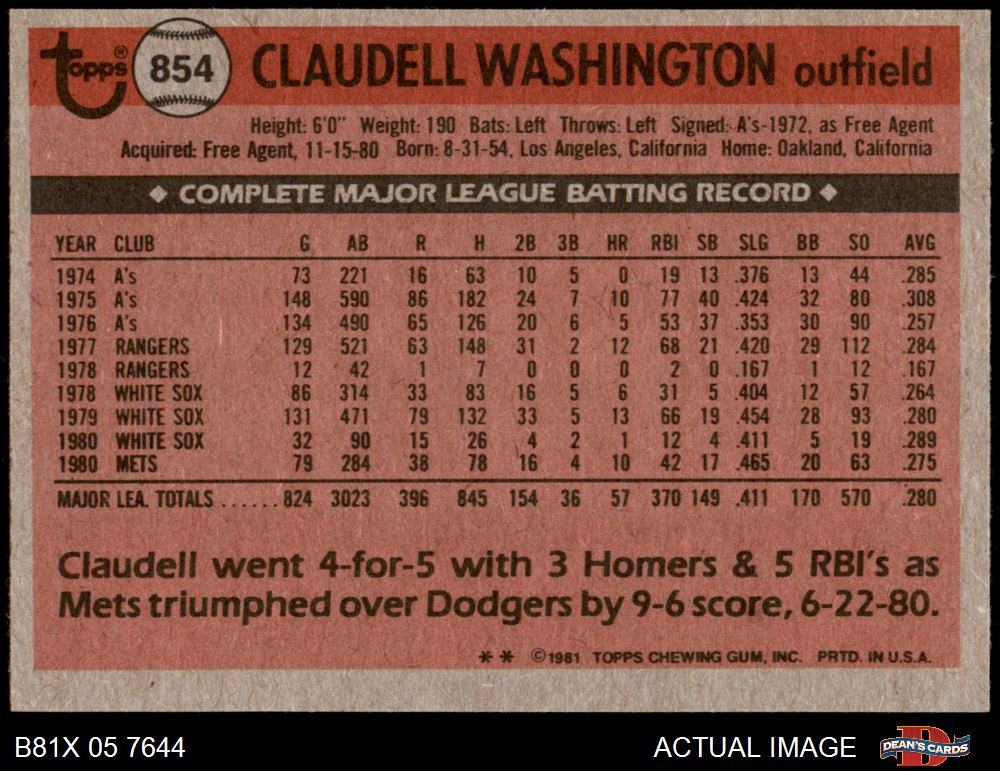 Topps® 854 CLAUDELL WASHINGTON outfield
Height: 6'0" Weight: 190 Bats: Left Throws: Left Signed: A's-1972, as Free Agent
Acquired: Free Agent, 11-15-80 Born: 8-31-54, Los Angeles, California Home: Oakland, California
◆ COMPLETE MAJOR LEAGUE BATTING RECORD ◆
YEAR CLUB G AB R H 2B 3B HR RBI SB SLG BB SO AVG
1974 A's 73 221 16 63 10 5 0 19 13 .376 13 44 .285
1975 A's 148 590 86 182 24 7 10 77 40 .424 32 80 .308
1976 A's 134 490 65 126 20 6 5 53 37 .353 30 90 .257
1977 RANGERS 129 521 63 148 31 2 12 68 21 .420 29 112 .284
1978 RANGERS 12 42 1 7 0 0 0 2 0 .167 1 12 .167
1978 WHITE SOX 86 314 33 83 16 5 6 31 5 .404 12 57 .264
1979 WHITE SOX 131 471 79 132 33 5 13 66 19 .454 28 93 .280
1980 WHITE SOX 32 90 15 26 4 2 1 12 4 .411 5 19 .289
1980 METS 79 284 38 78 16 4 10 42 17 .465 20 63 .275
MAJOR LEA. TOTALS ...... 824 3023 396 845 154 36 57 370 149 .411 170 570 .280
Claudell went 4-for-5 with 3 Homers & 5 RBI's as
Mets triumphed over Dodgers by 9-6 score, 6-22-80.
** ©1981 TOPPS CHEWING GUM, INC. PRTD. IN U.S.A.
B81X 05 7644 ACTUAL IMAGE DEAN'S CARDS